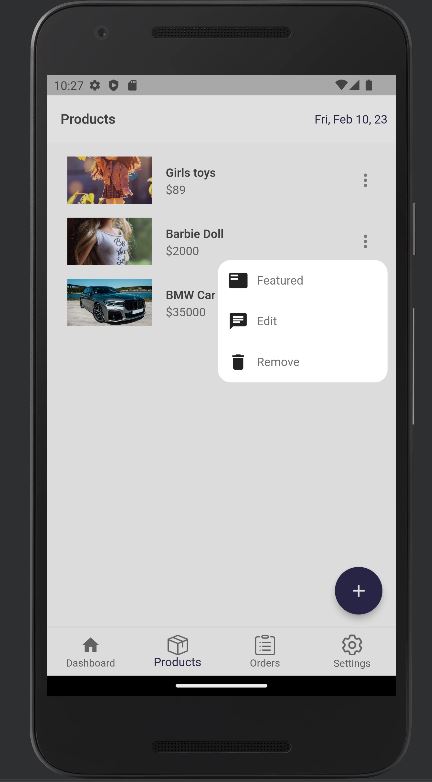 10:27
Products
Fri, Feb 10, 23
Girls toys
$89
Barbie Doll
$2000
BMW Car
$35000
Featured
Edit
Remove
+
Dashboard
Products
Orders
Settings